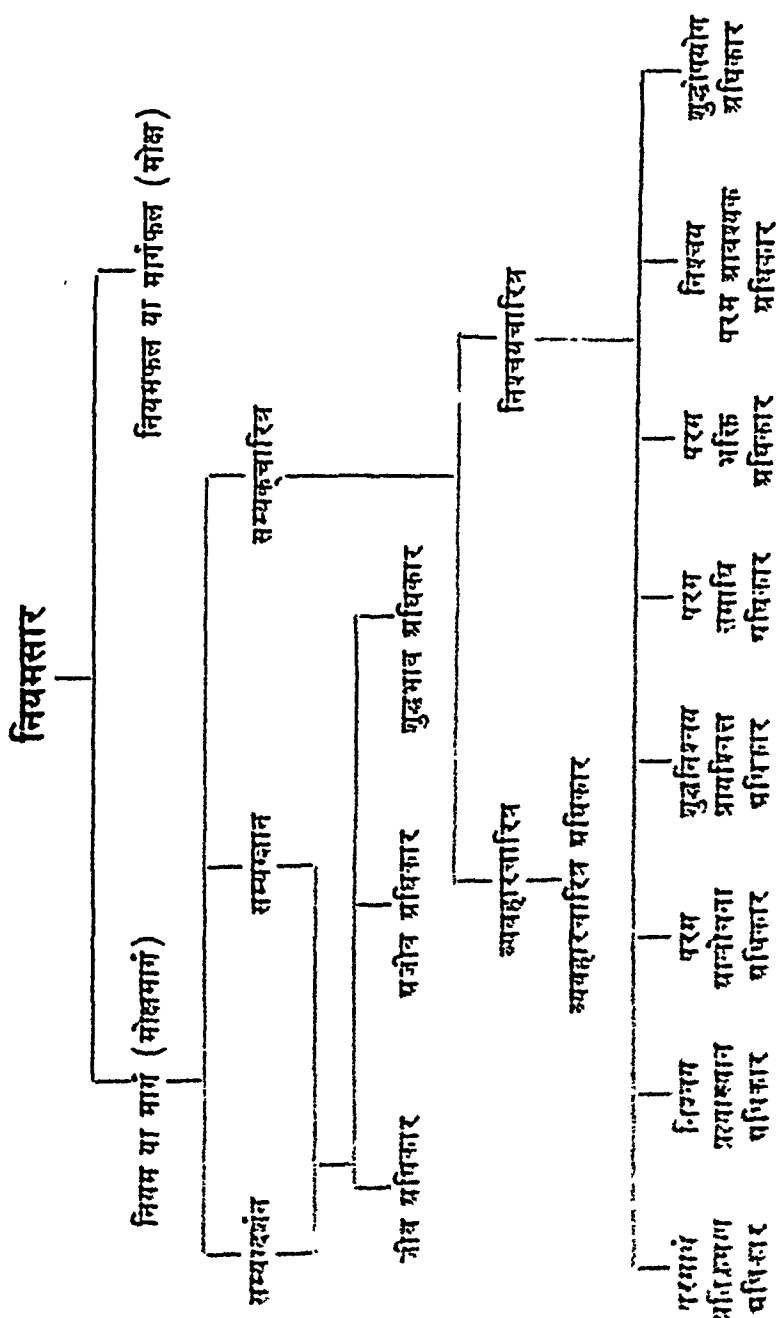 नियमसार
नियम या मार्ग (मोक्षमार्ग)
नियमफल या मार्गफल (मोक्ष)
सम्यग्दर्शन
सम्यग्ज्ञान
सम्यक्चारित्र
जीव अधिकार
अजीव अधिकार
शुद्धभाव अधिकार
व्यवहारचारित्र
निश्चयचारित्र
व्यवहारचारित्र अधिकार
परमार्थ
प्रतिक्रमण
अधिकार
निश्चय
प्रत्याख्यान
अधिकार
परम
आलोचना
अधिकार
शुद्धनिश्चय
प्रायश्चित्त
अधिकार
परम
समाधि
अधिकार
परम
भक्ति
अधिकार
निश्चय
परम आवश्यक
अधिकार
शुद्धोपयोग
अधिकार